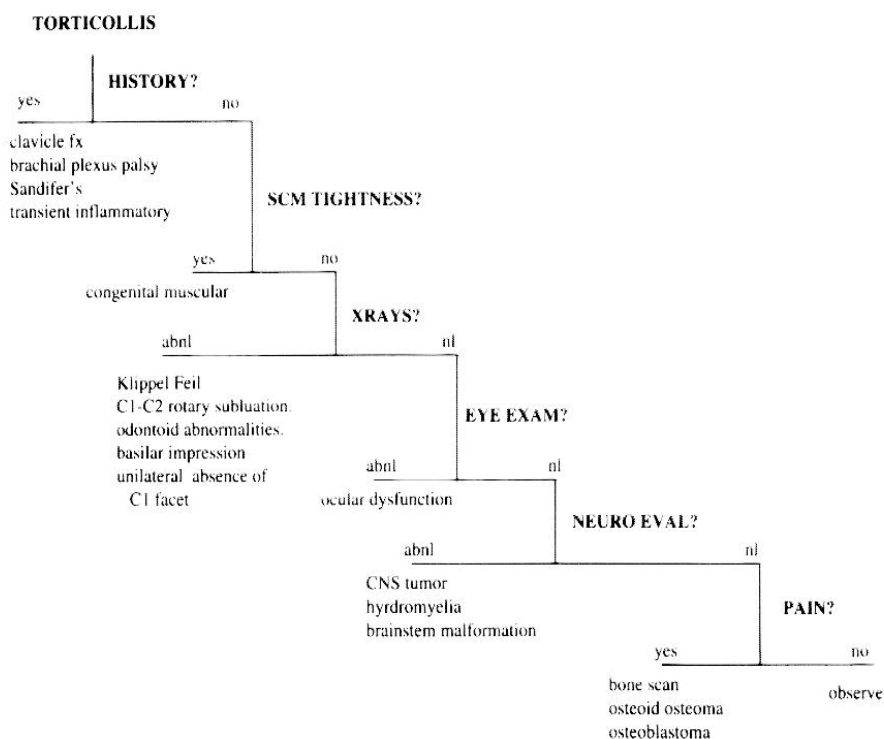 TORTICOLLIS
HISTORY?
yes
no
clavicle fx
brachial plexus palsy
Sandifer's
transient inflammatory
SCM TIGHTNESS?
yes
no
congenital muscular
XRAYS?
abnl
nl
Klippel Feil
C1-C2 rotary subluation.
odontoid abnormalities.
basilar impression
unilateral absence of
C1 facet
EYE EXAM?
abnl
nl
ocular dysfunction
NEURO EVAL?
abnl
nl
CNS tumor
hyrdromyelia
brainstem malformation
PAIN?
yes
no
bone scan
osteoid osteoma
osteoblastoma
observe